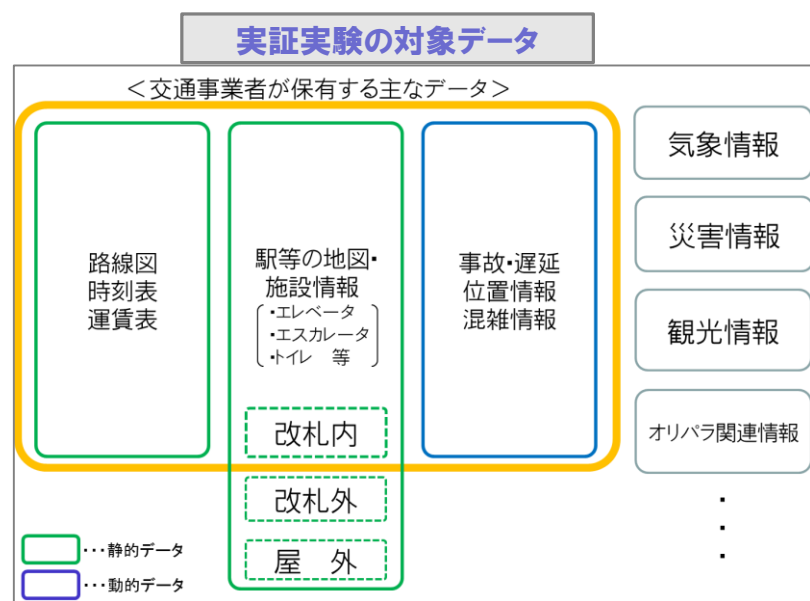 実証実験の対象データ
＜交通事業者が保有する主なデータ＞
路線図
時刻表
運賃表
駅等の地図・
施設情報
・エレベータ
・エスカレータ
・トイレ　等
改札内
改札外
屋　外
事故・遅延
位置情報
混雑情報
気象情報
災害情報
観光情報
オリパラ関連情報
・
・
・
・・・静的データ
・・・動的データ